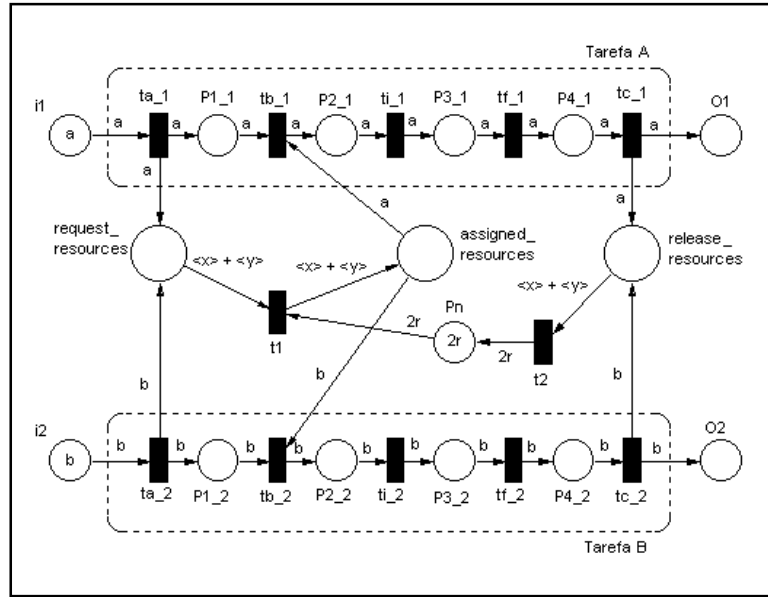 Tarefa A
i1 ta_1 P1_1 tb_1 P2_1 ti_1 P3_1 tf_1 P4_1 tc_1 O1
a a a a a a a a a a a
a a a
request_
resources
assigned_
resources
release_
resources
<x> + <y> <x> + <y> <x> + <y>
Pn
2r 2r 2r
t1 t2
b b b
i2 O2
b b b b b b b b b b b
ta_2 P1_2 tb_2 P2_2 ti_2 P3_2 tf_2 P4_2 tc_2
Tarefa B